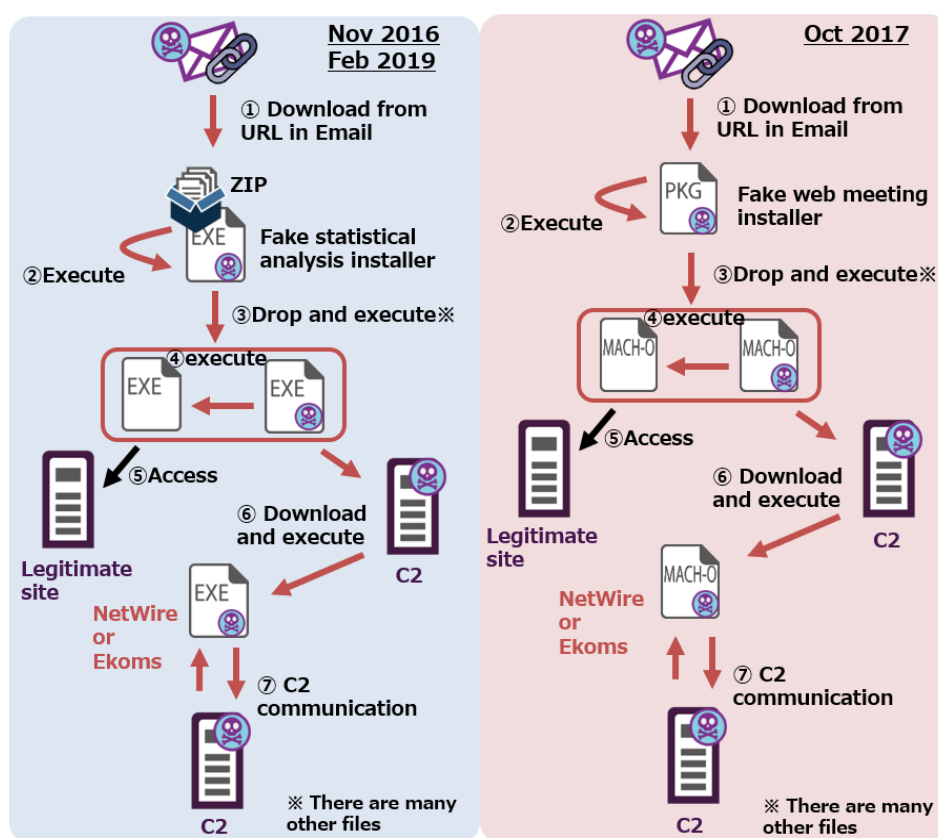 Nov 2016
Feb 2019
① Download from
URL in Email
ZIP
EXE
Fake statistical
analysis installer
②Execute
③Drop and execute※
④execute
EXE
EXE
⑤Access
Legitimate
site
⑥ Download
and execute
C2
EXE
NetWire
or
Ekoms
⑦ C2
communication
C2
※ There are many
other files
Oct 2017
① Download from
URL in Email
PKG
Fake web meeting
installer
②Execute
③Drop and execute※
④execute
MACH-O
MACH-O
⑤Access
Legitimate
site
⑥ Download
and execute
C2
MACH-O
NetWire
or
Ekoms
⑦ C2
communication
C2
※ There are many
other files